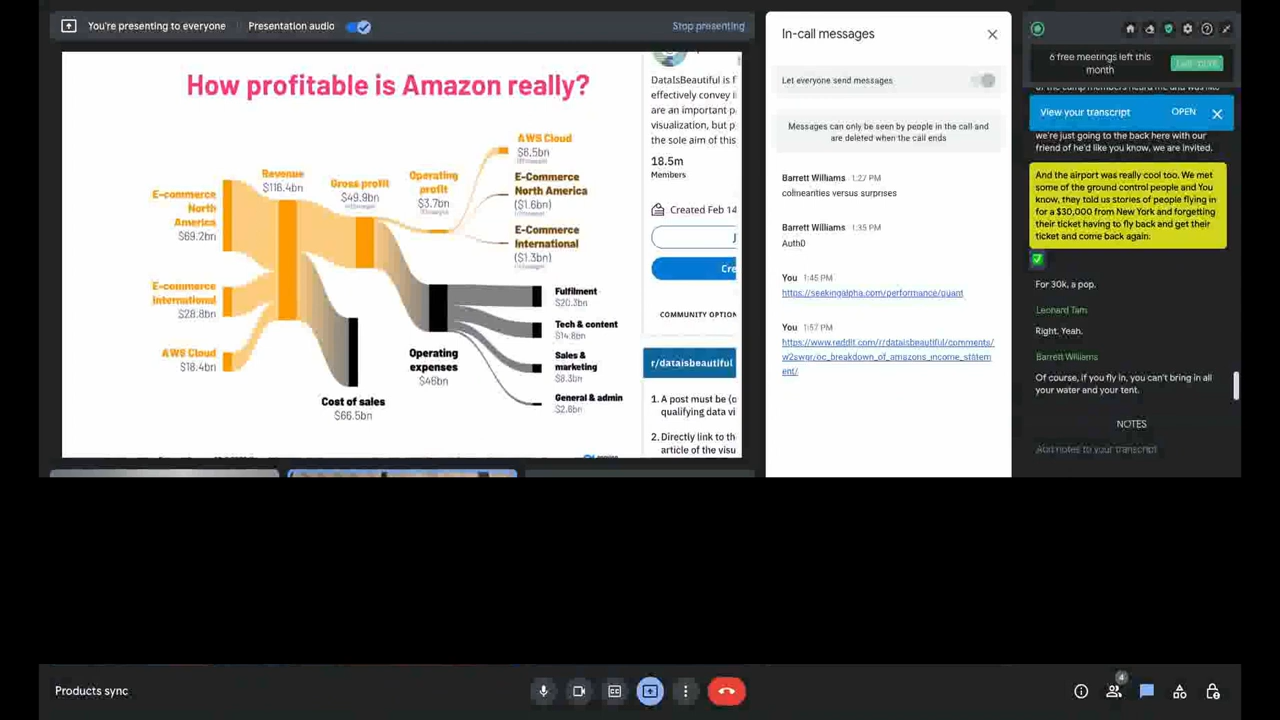 You're presenting to everyone
Presentation audio
Stop presenting
How profitable is Amazon really?
E-commerce
North
America
$69.2bn
E-commerce
International
$28.8bn
AWS Cloud
$18.4bn
Revenue
$116.4bn
Gross profit
$49.9bn
Operating
profit
$3.7bn
AWS Cloud
$6.5bn
E-Commerce
North America
($1.6bn)
E-Commerce
International
($1.3bn)
Cost of sales
$66.5bn
Operating
expenses
$46bn
Fulfilment
$20.3bn
Tech & content
$14.8bn
Sales &
marketing
$8.3bn
General & admin
$2.6bn
DataIsBeautiful is f
effectively convey i
are an important p
visualization, but p
the sole aim of this
18.5m
Members
Created Feb 14
J
Cre
COMMUNITY OPTION
r/dataisbeautiful
1. A post must be (o
qualifying data vi
2. Directly link to th
article of the visu
In-call messages
Let everyone send messages
Messages can only be seen by people in the call and
are deleted when the call ends
Barrett Williams 1:27 PM
colinearities versus surprises
Barrett Williams 1:35 PM
Auth0
You 1:45 PM
https://seekingalpha.com/performance/quant
You 1:57 PM
https://www.reddit.com/r/dataisbeautiful/comments/
ent/
6 free meetings left this
month
View your transcript
OPEN
we're just going to the back here with our
friend of he'd like you know, we are invited.
And the airport was really cool too. We met
some of the ground control people and You
know, they told us stories of people flying in
for a $30,000 from New York and forgetting
their ticket having to fly back and get their
ticket and come back again.
For 30k, a pop.
Leonard Tam
Right. Yeah.
Barrett Williams
Of course, if you fly in, you can't bring in all
your water and your tent.
NOTES
Add notes to your transcript
Products sync
4